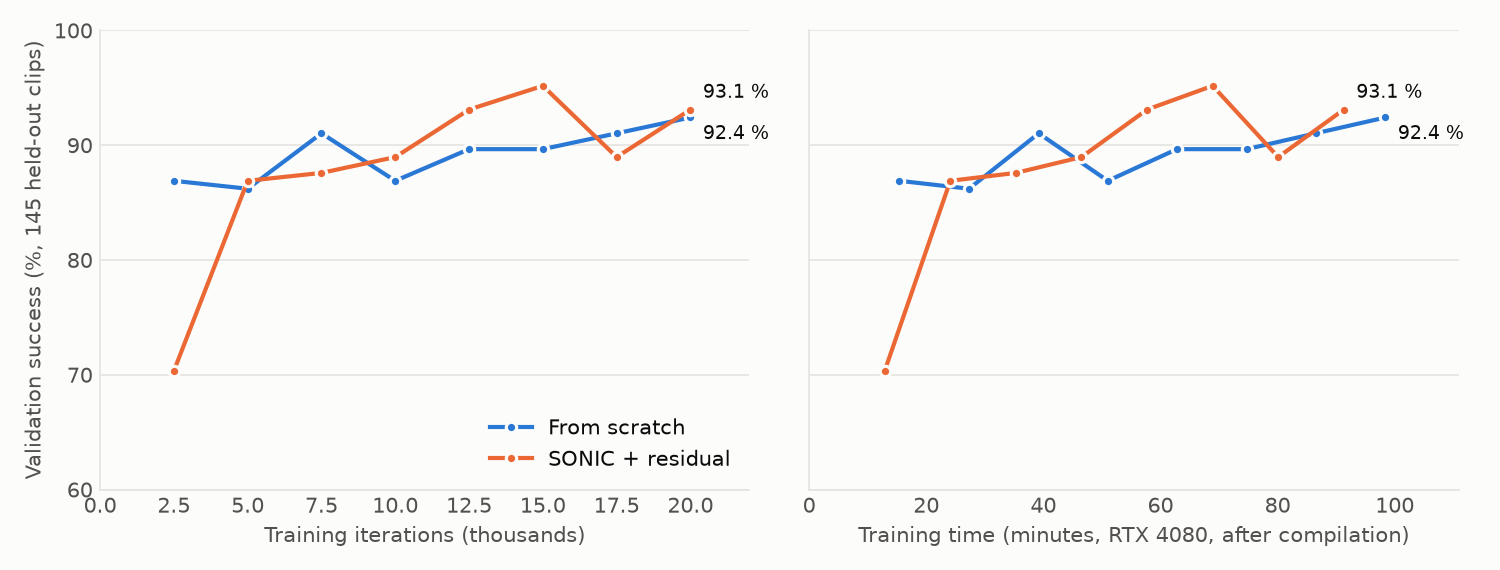 Validation success (%, 145 held-out clips)
100
90
80
70
60
0.0 2.5 5.0 7.5 10.0 12.5 15.0 17.5 20.0
Training iterations (thousands)
93.1 %
92.4 %
From scratch
SONIC + residual
93.1 %
92.4 %
0 20 40 60 80 100
Training time (minutes, RTX 4080, after compilation)